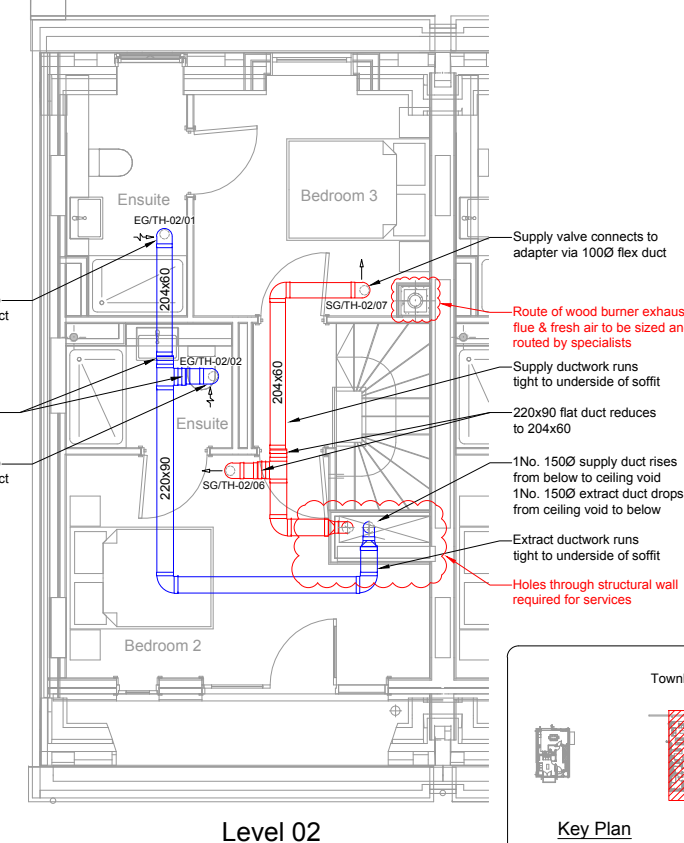 Ensuite
EG/TH-02/01
Bedroom 3
204x60
SG/TH-02/07
Supply valve connects to
adapter via 100Ø flex duct
Route of wood burner
flue & fresh air to be sized
routed by specialists
EG/TH-02/02
Ensuite
204x60
Supply ductwork runs
tight to underside of soffit
220x90 flat duct reduces
to 204x60
220x90
SG/TH-02/06
1No. 150Ø supply duct rises
from below to ceiling void
1No. 150Ø extract duct drops
from ceiling void to below
Extract ductwork runs
tight to underside of soffit
Holes through structural wall
required for services
Bedroom 2
Level 02
Key Plan